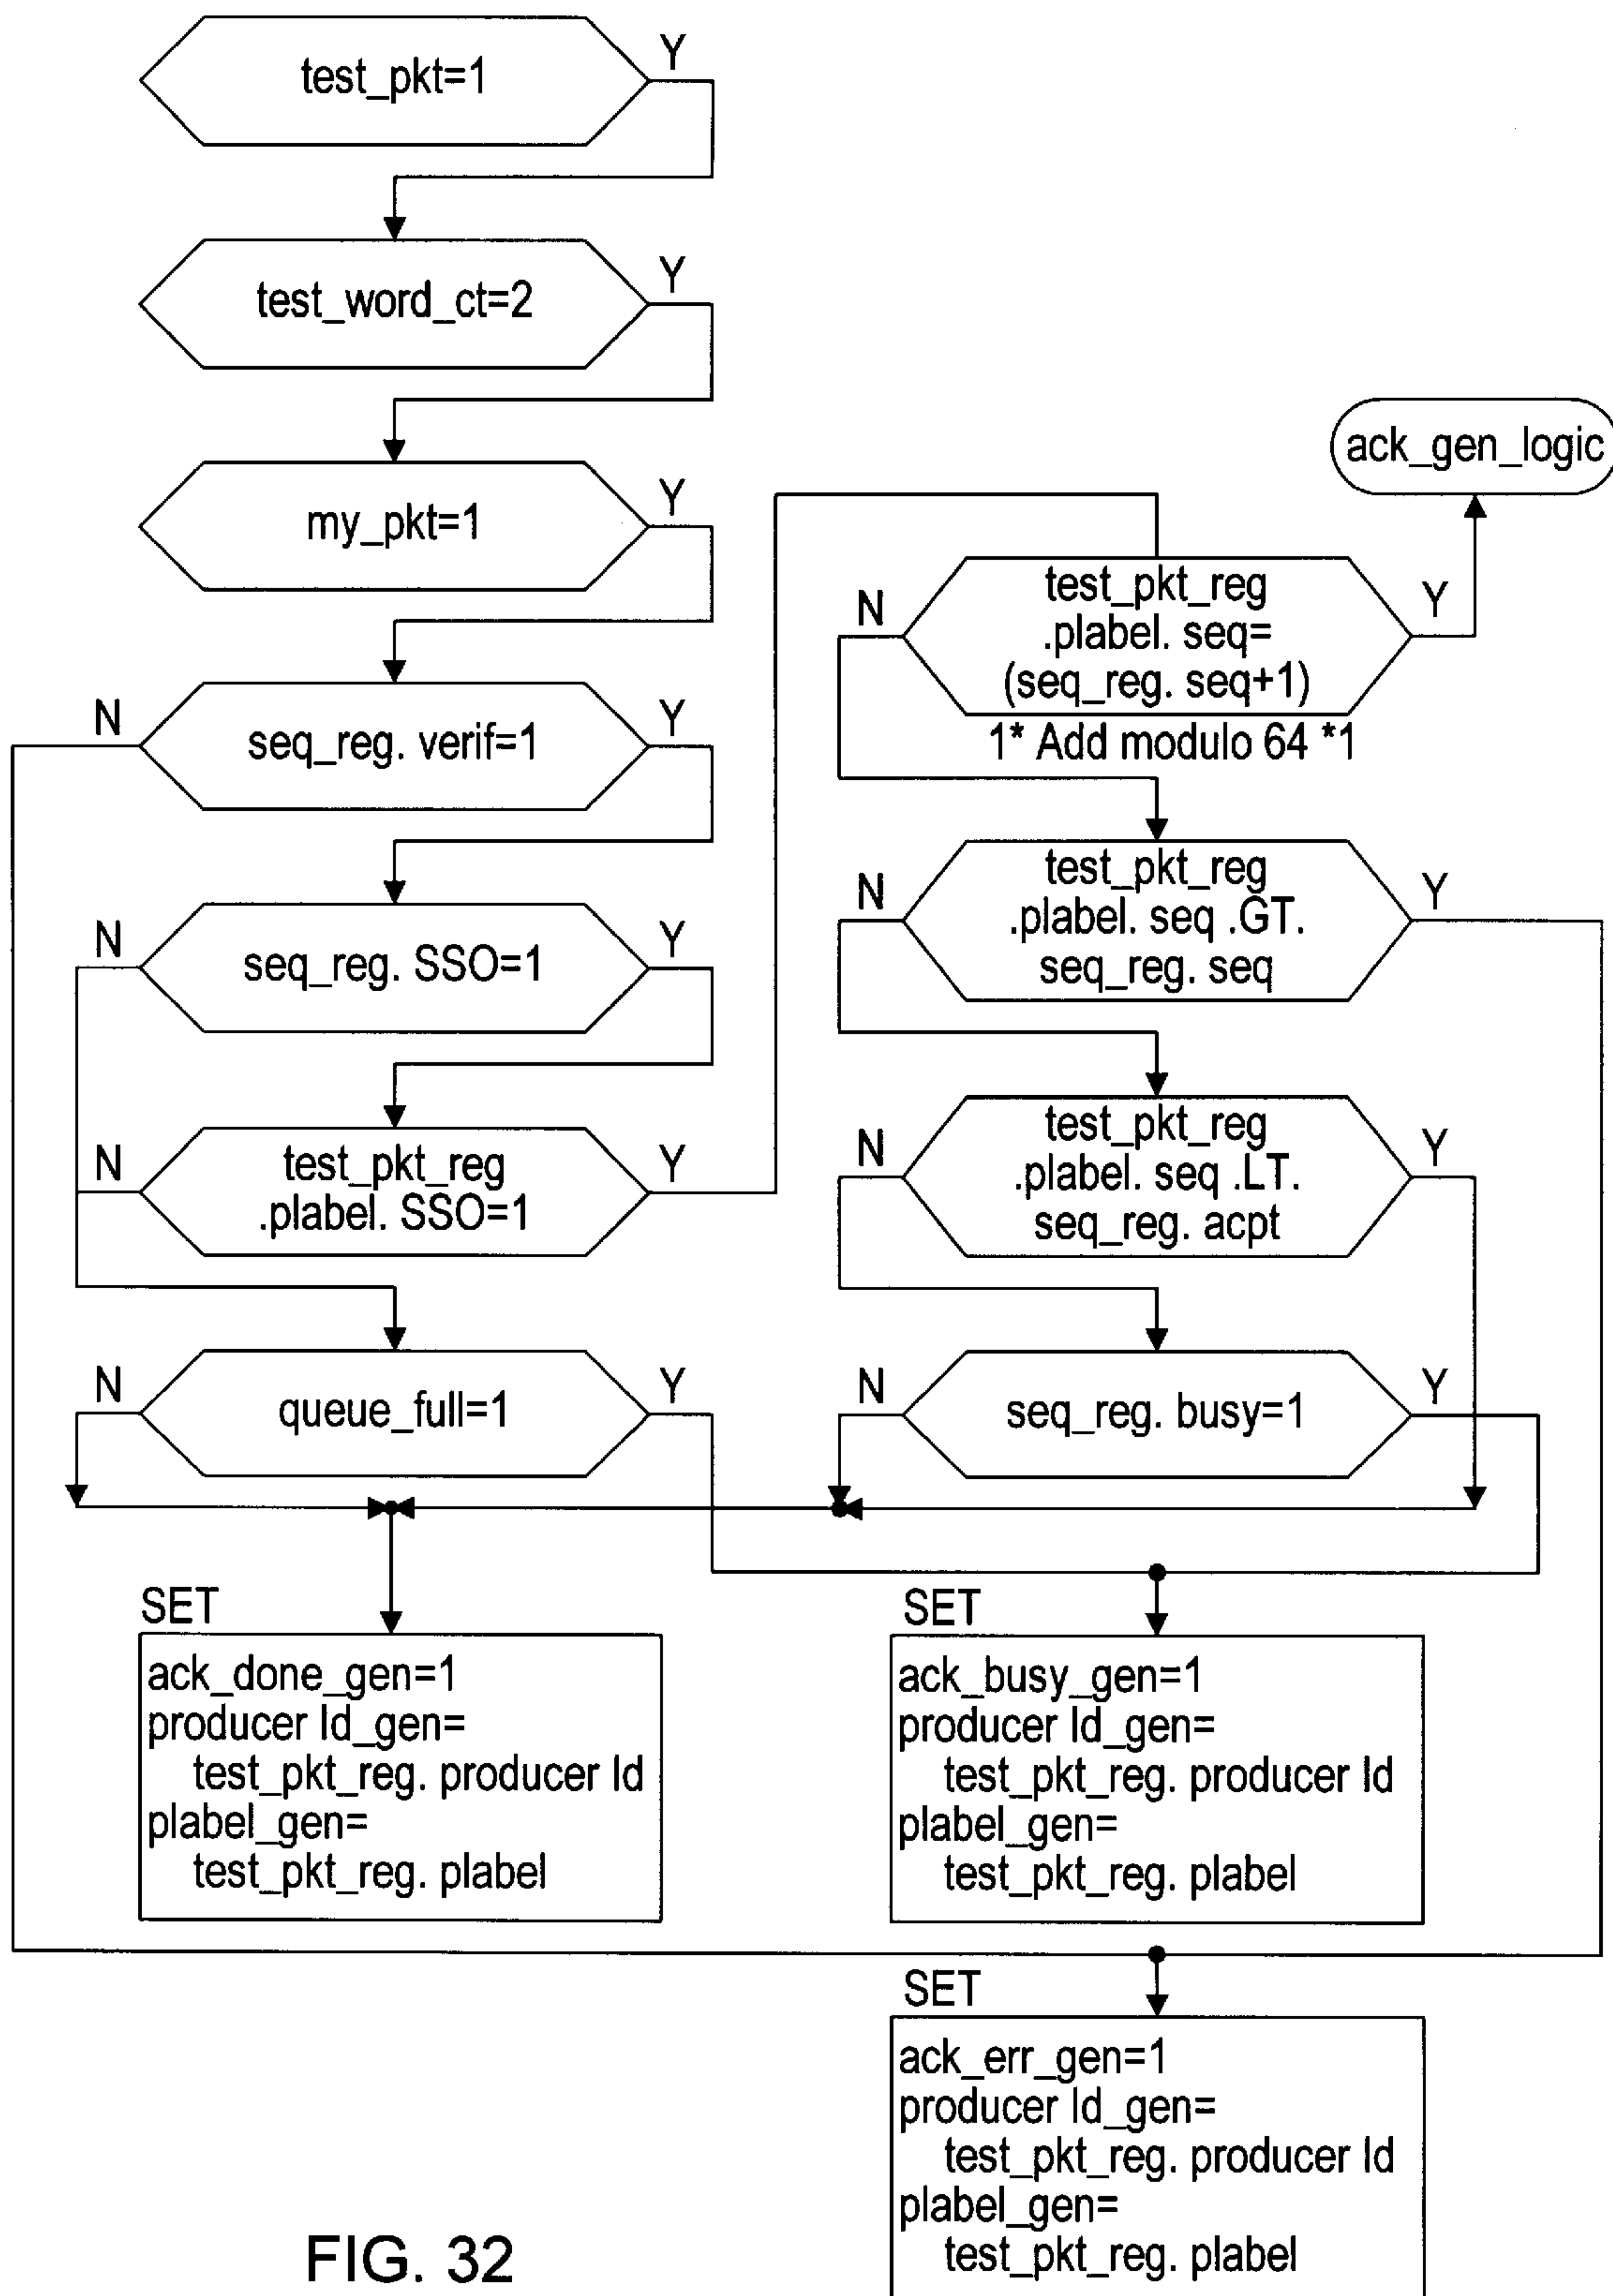 test_pkt=1
Y
test_word_ct=2
Y
my_pkt=1
Y
N
seq_reg. verif=1
Y
N
seq_reg. SSO=1
Y
N
test_pkt_reg
.plabel. SSO=1
Y
N
queue_full=1
Y
ack_gen_logic
N
test_pkt_reg
.plabel. seq=
(seq_reg. seq+1)
Y
1* Add modulo 64 *1
N
test_pkt_reg
.plabel. seq .GT.
seq_reg. seq
Y
N
test_pkt_reg
.plabel. seq .LT.
seq_reg. acpt
Y
N
seq_reg. busy=1
Y
SET
ack_done_gen=1
producer Id_gen=
test_pkt_reg. producer Id
plabel_gen=
test_pkt_reg. plabel
SET
ack_busy_gen=1
producer Id_gen=
test_pkt_reg. producer Id
plabel_gen=
test_pkt_reg. plabel
SET
ack_err_gen=1
producer Id_gen=
test_pkt_reg. producer Id
plabel_gen=
test_pkt_reg. plabel
FIG. 32